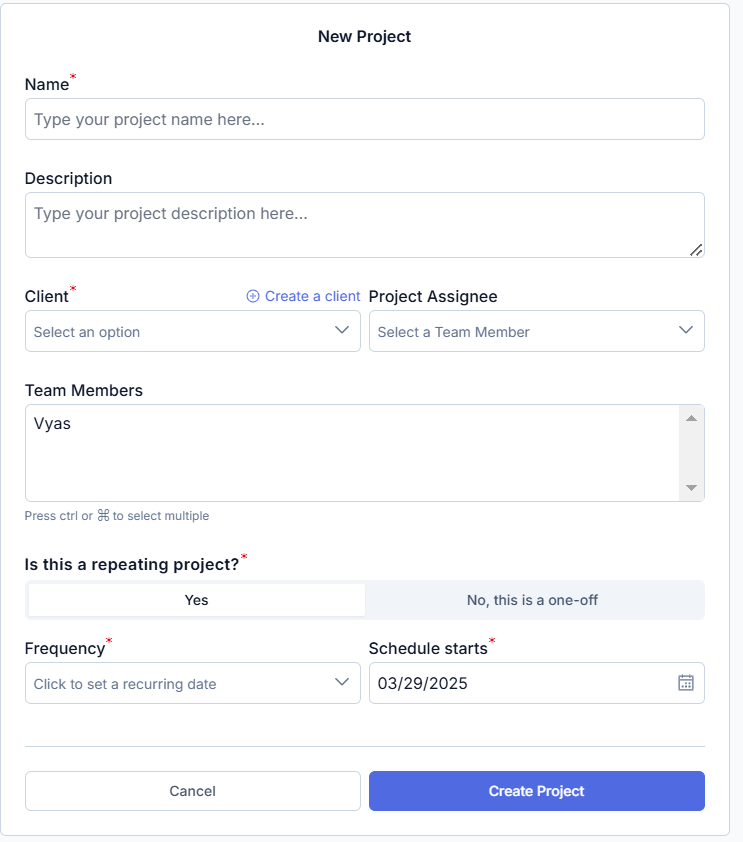 New Project
Name*
Type your project name here...
Description
Type your project description here...
Client*
Create a client
Project Assignee
Select an option
Select a Team Member
Team Members
Vyas
Press ctrl or ⌘ to select multiple
Is this a repeating project?*
Yes
No, this is a one-off
Frequency*
Schedule starts*
Click to set a recurring date
03/29/2025
Cancel
Create Project